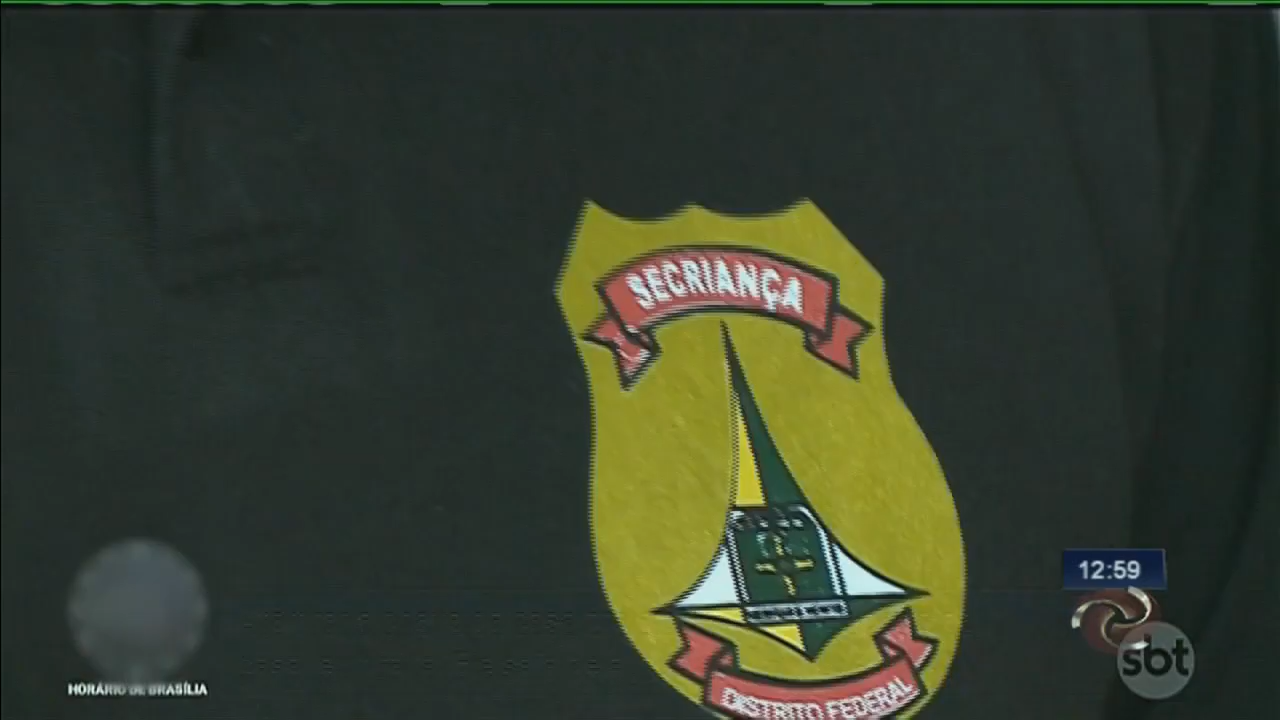 SECRIANÇA
DISTRITO FEDERAL
12:59
sbt
HORÁRIO DE BRASÍLIA